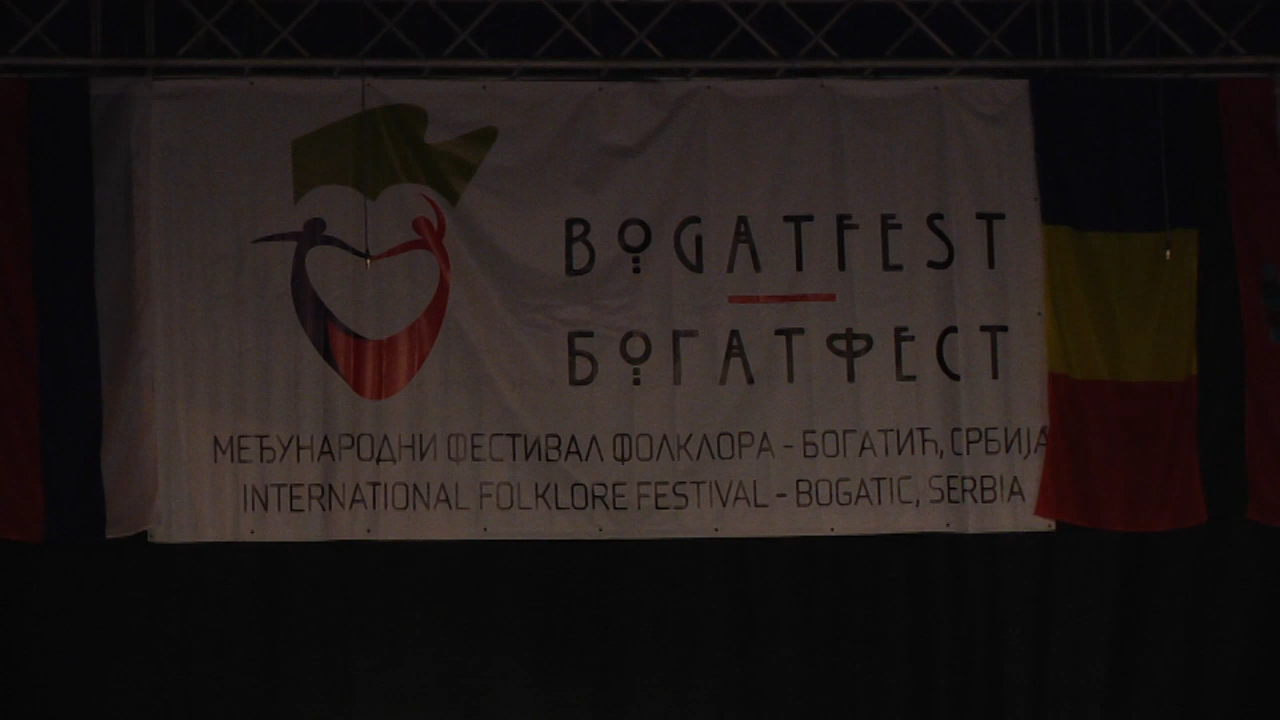 BOGATFEST
БОГАТФЕСТ
МЕЂУНАРОДНИ ФЕСТИВАЛ ФОЛКЛОРА - БОГАТИЋ, СРБИЈА
INTERNATIONAL FOLKLORE FESTIVAL - BOGATIC, SERBIA